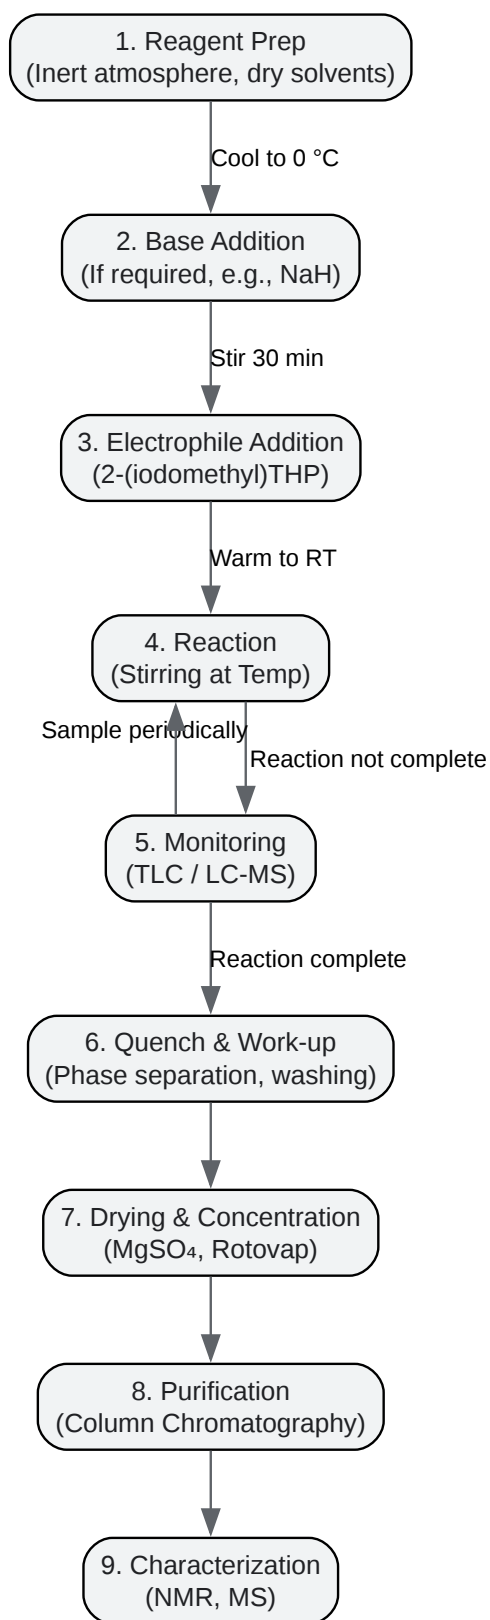 1. Reagent Prep
(Inert atmosphere, dry solvents)
Cool to 0 °C
2. Base Addition
(If required, e.g., NaH)
Stir 30 min
3. Electrophile Addition
(2-(iodomethyl)THP)
Warm to RT
4. Reaction
(Stirring at Temp)
Sample periodically
Reaction not complete
5. Monitoring
(TLC / LC-MS)
Reaction complete
6. Quench & Work-up
(Phase separation, washing)
7. Drying & Concentration
(MgSO₄, Rotovap)
8. Purification
(Column Chromatography)
9. Characterization
(NMR, MS)